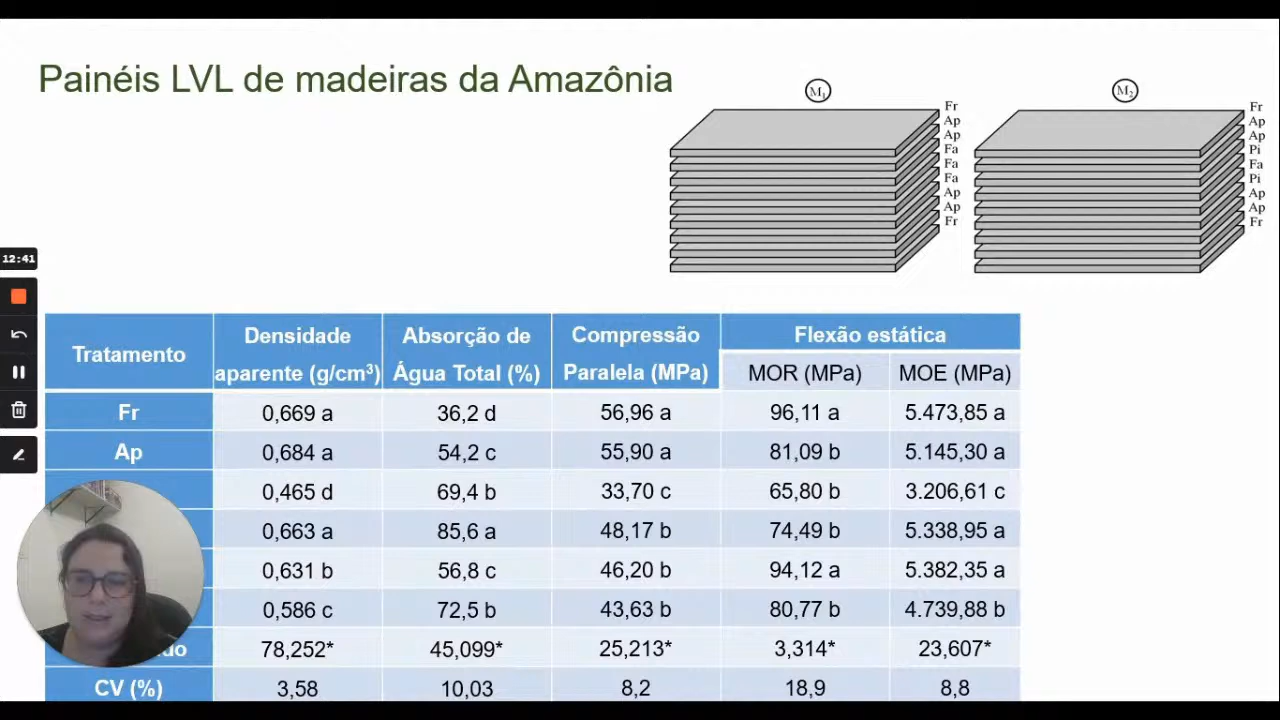 Painéis LVL de madeiras da Amazônia
M₁
Fr
Ap
Ap
Fa
Fa
Fa
Ap
Ap
Fr
M₂
Fr
Ap
Ap
Pi
Fa
Pi
Ap
Ap
Fr
12:41
Tratamento Densidade aparente (g/cm³) Absorção de Água Total (%) Compressão Paralela (MPa) Flexão estática
MOR (MPa) MOE (MPa)
Fr 0,669 a 36,2 d 56,96 a 96,11 a 5.473,85 a
Ap 0,684 a 54,2 c 55,90 a 81,09 b 5.145,30 a
0,465 d 69,4 b 33,70 c 65,80 b 3.206,61 c
0,663 a 85,6 a 48,17 b 74,49 b 5.338,95 a
0,631 b 56,8 c 46,20 b 94,12 a 5.382,35 a
0,586 c 72,5 b 43,63 b 80,77 b 4.739,88 b
78,252* 45,099* 25,213* 3,314* 23,607*
CV (%) 3,58 10,03 8,2 18,9 8,8